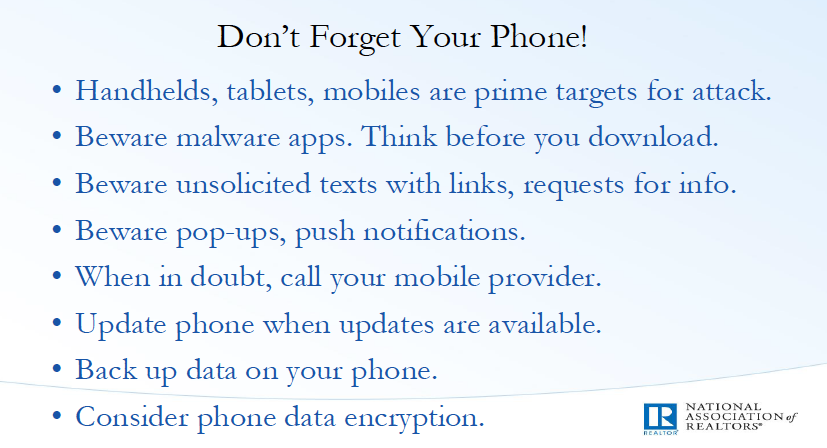 Don't Forget Your Phone!
• Handhelds, tablets, mobiles are prime targets for attack.
• Beware malware apps. Think before you download.
• Beware unsolicited texts with links, requests for info.
• Beware pop-ups, push notifications.
• When in doubt, call your mobile provider.
• Update phone when updates are available.
• Back up data on your phone.
• Consider phone data encryption.
R
REALTOR®
NATIONAL
ASSOCIATION of
REALTORS®